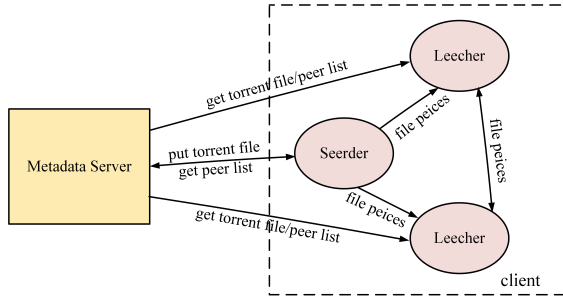 Leecher
get torrent file/peer list
file peices
put torrent file
Seerder
file peices
Metadata Server
get peer list
file peices
get torrent file/peer list
Leecher
client